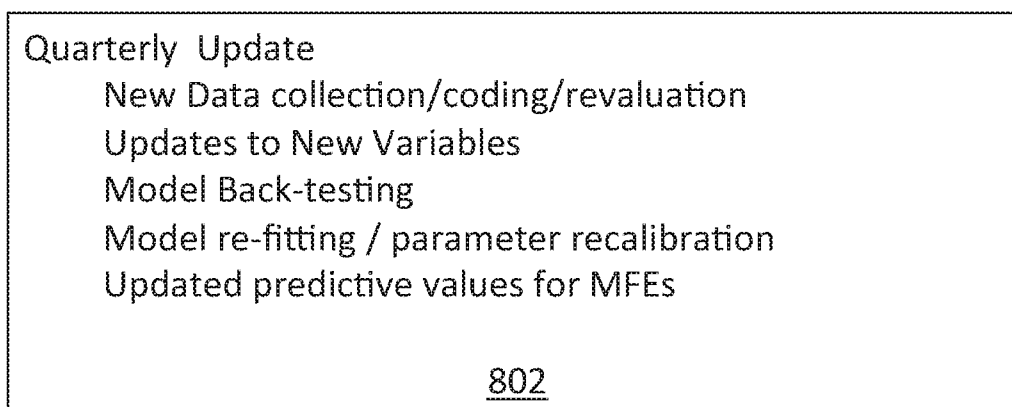 Quarterly Update
New Data collection/coding/revaluation
Updates to New Variables
Model Back-testing
Model re-fitting / parameter recalibration
Updated predictive values for MFEs
802